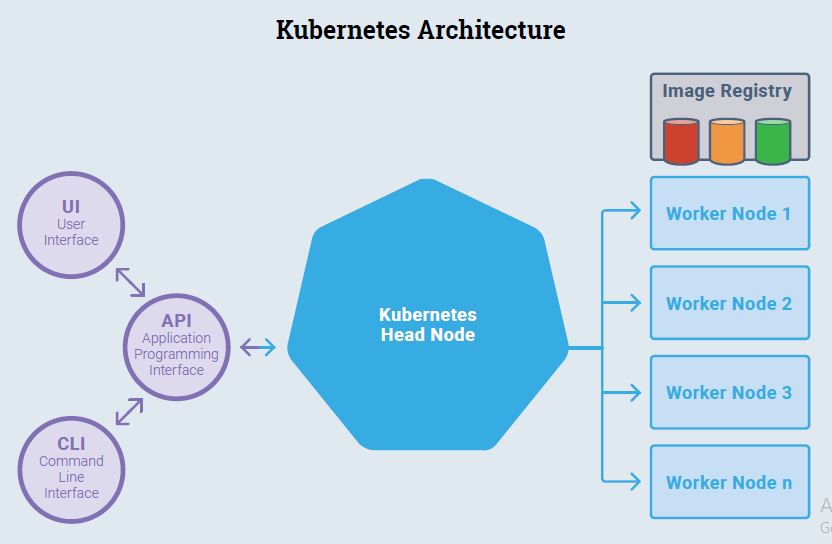 Kubernetes Architecture
Image Registry
UI
User
Interface
API
Application
Programming
Interface
CLI
Command
Line
Interface
Kubernetes
Head Node
Worker Node 1
Worker Node 2
Worker Node 3
Worker Node n